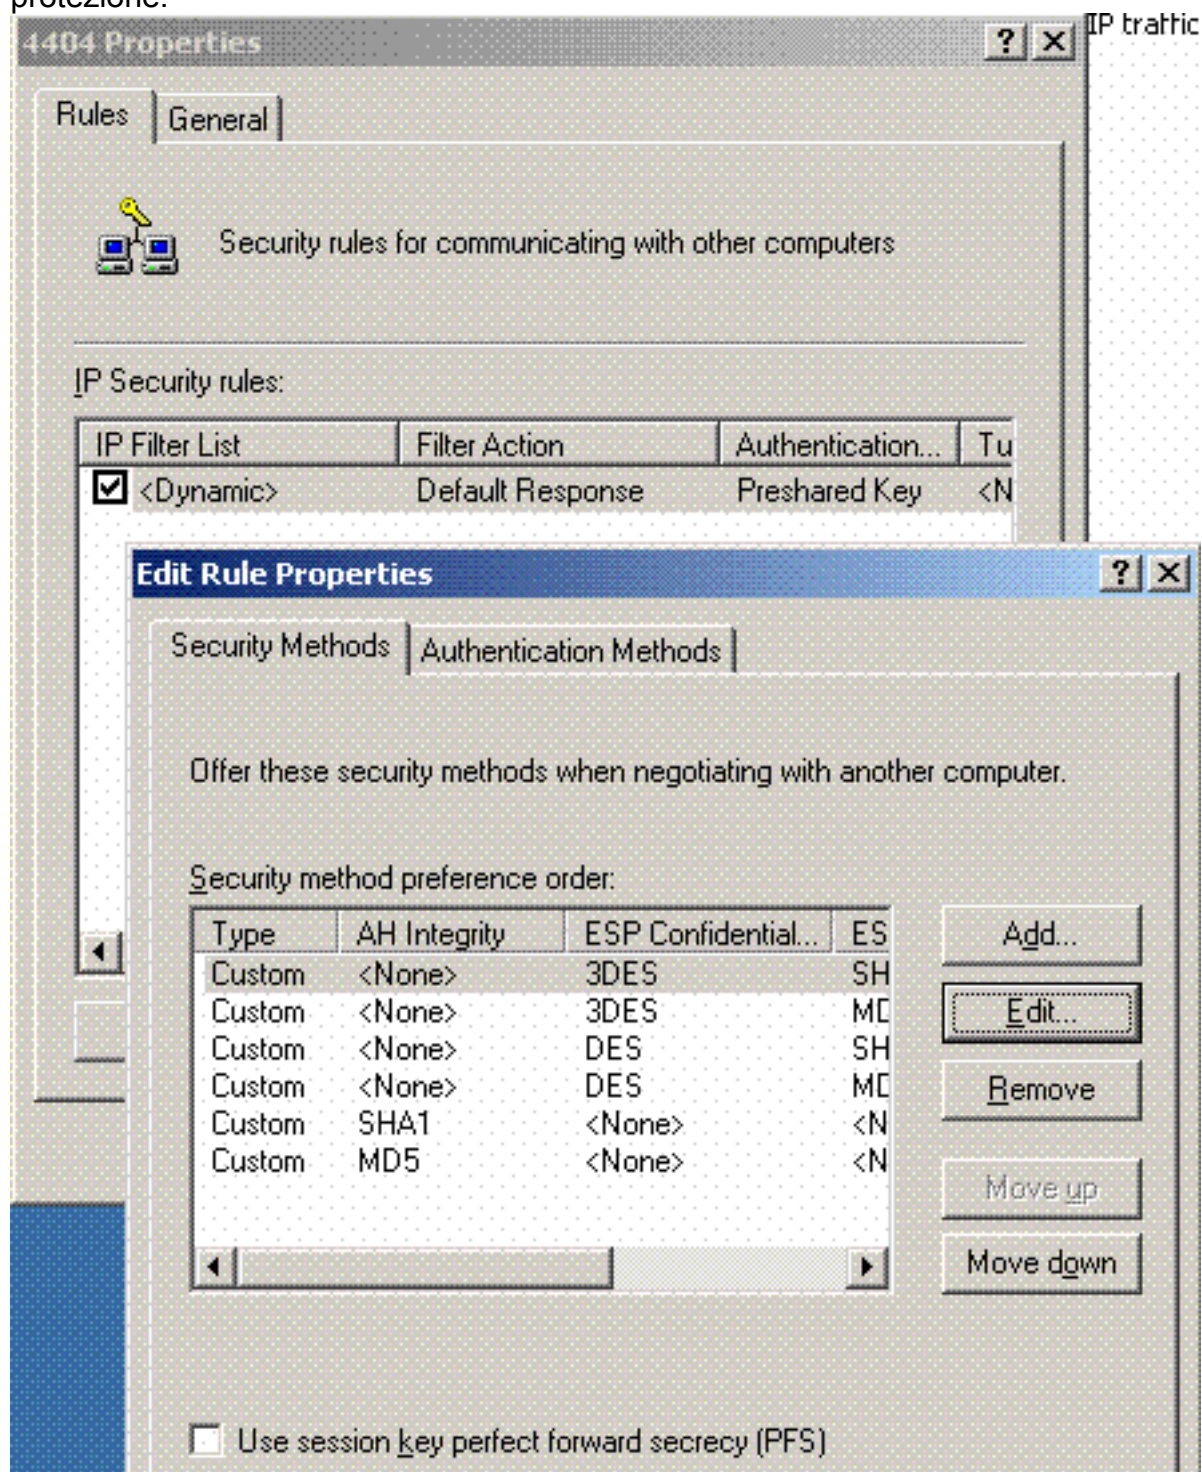 protezione.
4404 Properties
IP traffic
Rules
General
Security rules for communicating with other computers
IP Security rules:
IP Filter List Filter Action Authentication... Tu
<Dynamic> Default Response Preshared Key <N
Edit Rule Properties
Security Methods
Authentication Methods
Offer these security methods when negotiating with another computer.
Security method preference order:
Type AH Integrity ESP Confidential... ES
Custom <None> 3DES SH
Custom <None> 3DES MD
Custom <None> DES SH
Custom <None> DES MD
Custom SHA1 <None> <N
Custom MD5 <None> <N
Add...
Edit...
Remove
Move up
Move down
Use session key perfect forward secrecy (PFS)